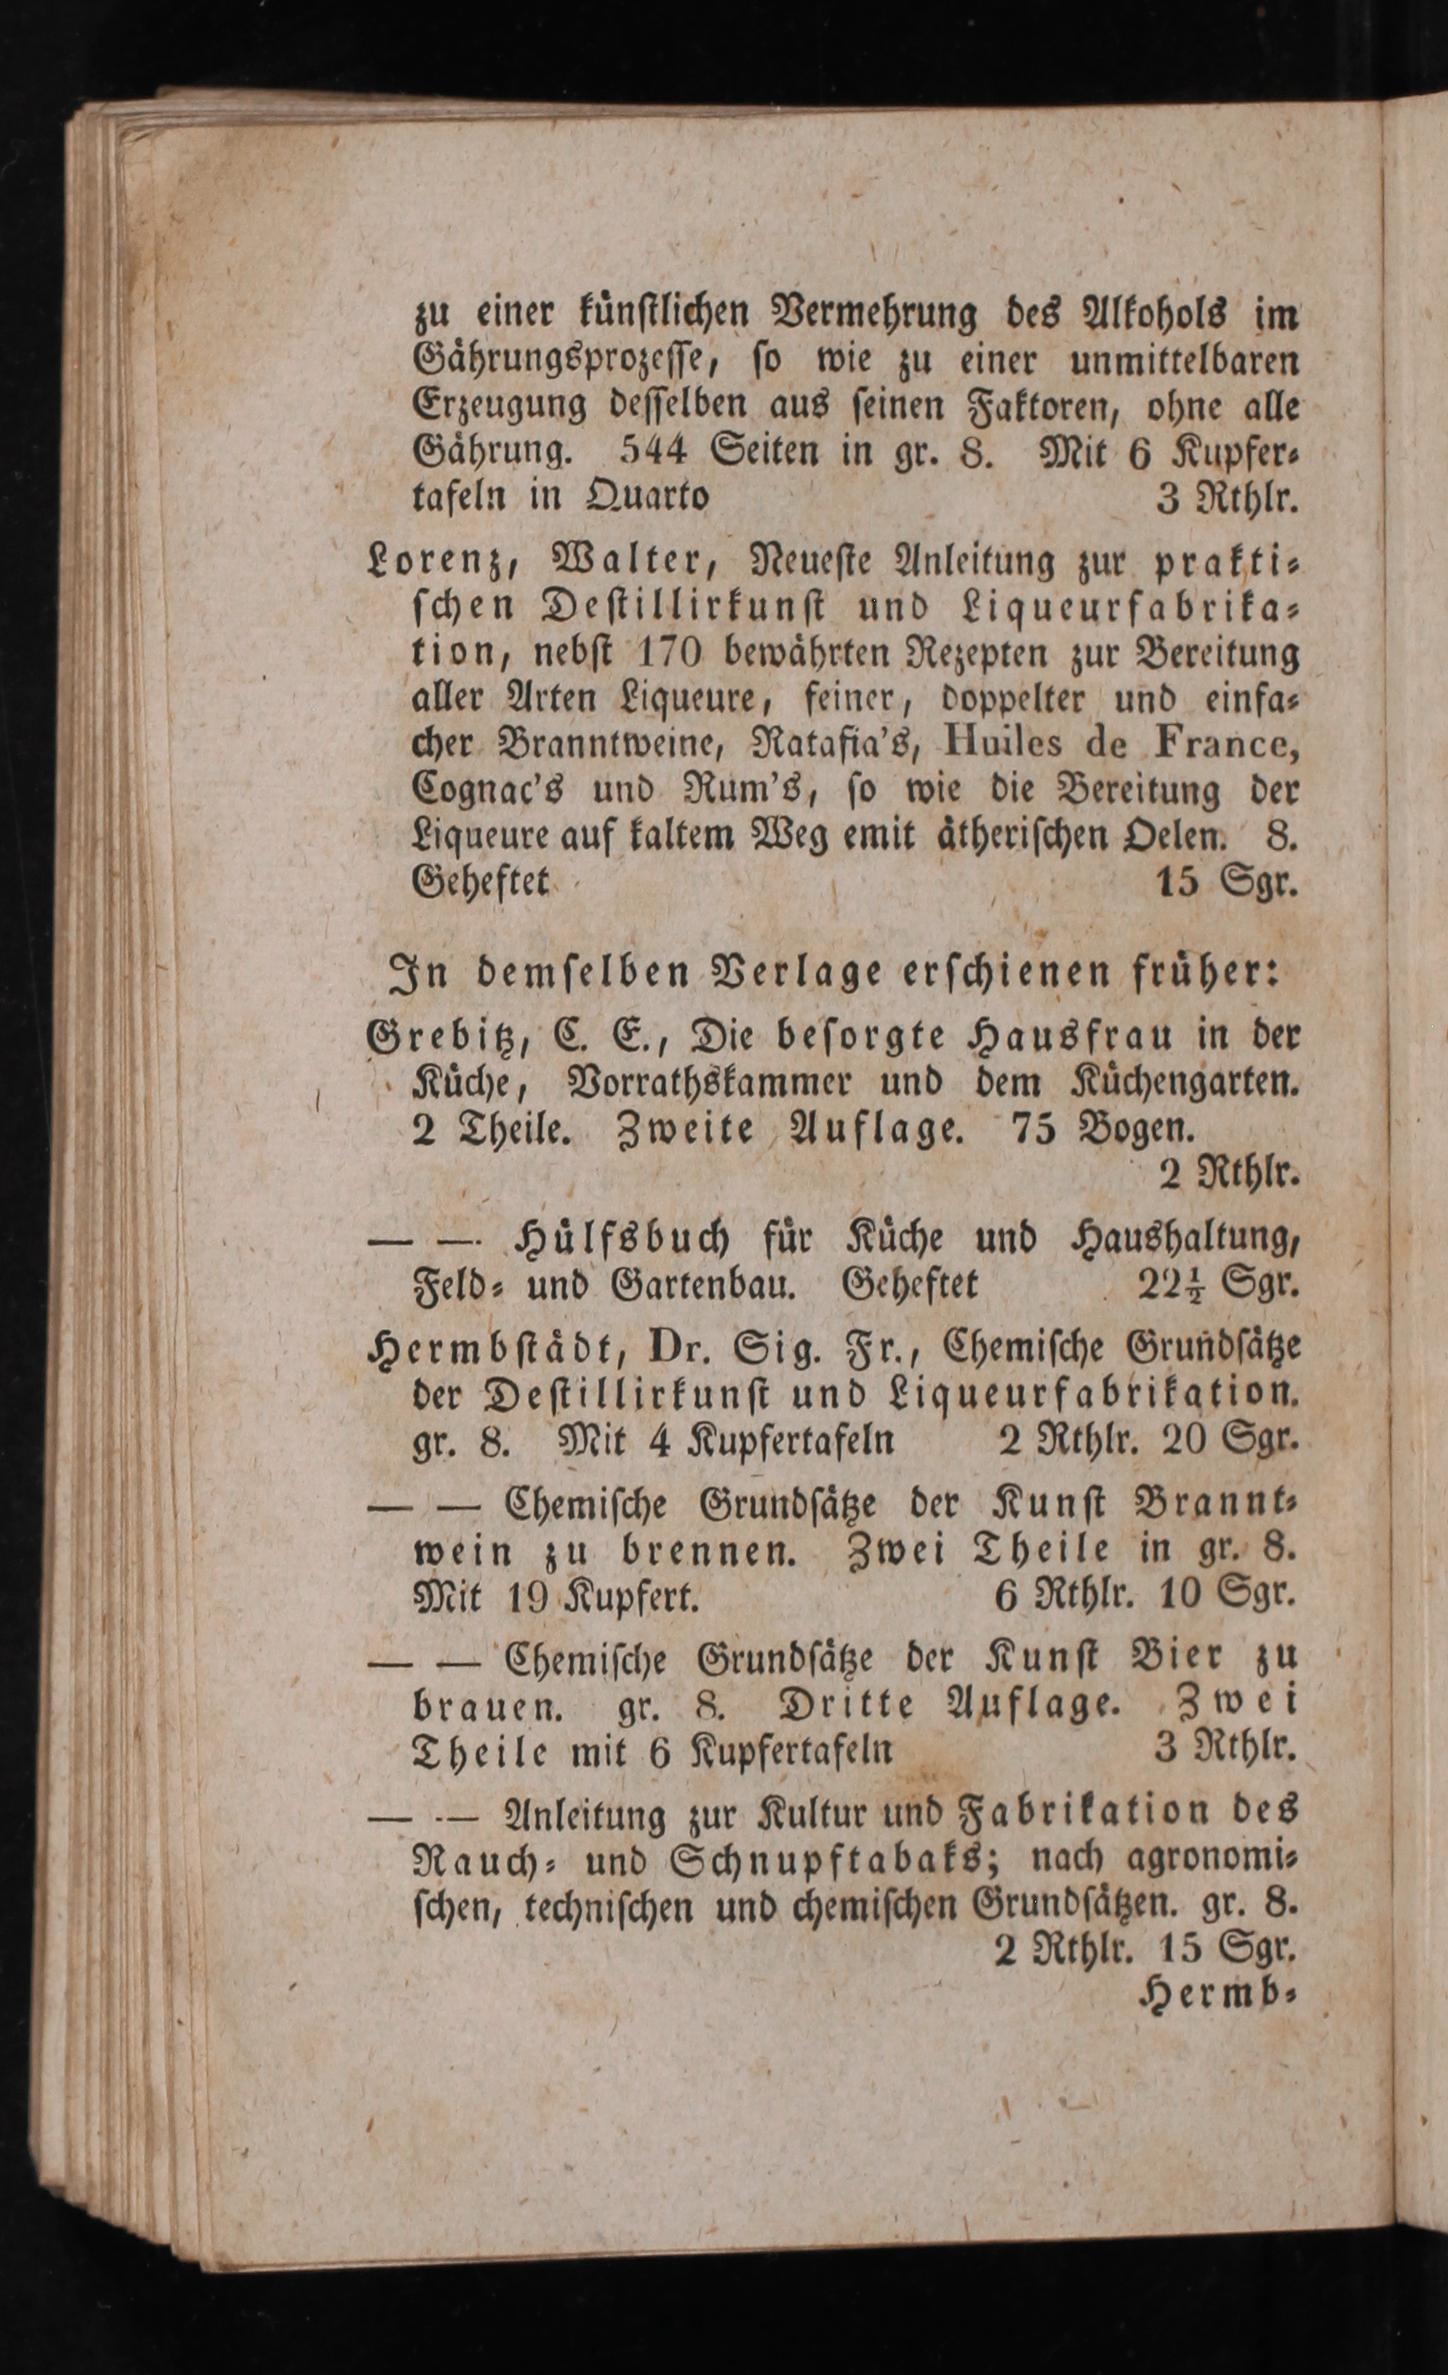 zu einer künſtlichen Vermehrung des Alkohols im
Gährungsprozeſſe, ſo wie zu einer unmittelbaren
Erzeugung deſſelben aus ſeinen Faktoren, ohne alle
Gährung. 544 Seiten in gr. 8. Mit 6 Kupfer-
tafeln in Quarto 3 Rthlr.
Lorenz, Walter, Neueſte Anleitung zur prakti-
ſchen Deſtillirkunſt und Liqueurfabrika-
tion, nebſt 170 bewährten Rezepten zur Bereitung
aller Arten Liqueure, feiner, doppelter und einfa-
cher Branntweine, Ratafia's, Huiles de France,
Cognac's und Rum's, ſo wie die Bereitung der
Liqueure auf kaltem Weg emit ätheriſchen Oelen. 8.
Geheftet 15 Sgr.
In demſelben Verlage erſchienen früher:
Grebitz, C. E., Die beſorgte Hausfrau in der
Küche, Vorrathskammer und dem Küchengarten.
2 Theile. Zweite Auflage. 75 Bogen.
2 Rthlr.
— — Hülfsbuch für Küche und Haushaltung,
Feld- und Gartenbau. Geheftet 22½ Sgr.
Hermbſtädt, Dr. Sig. Fr., Chemiſche Grundſätze
der Deſtillirkunſt und Liqueurfabrikation.
gr. 8. Mit 4 Kupfertafeln 2 Rthlr. 20 Sgr.
— — Chemiſche Grundſätze der Kunſt Brannt-
wein zu brennen. Zwei Theile in gr. 8.
Mit 19 Kupfert. 6 Rthlr. 10 Sgr.
— — Chemiſche Grundſätze der Kunſt Bier zu
brauen. gr. 8. Dritte Auflage. Zwei
Theile mit 6 Kupfertafeln 3 Rthlr.
— — Anleitung zur Kultur und Fabrikation des
Rauch- und Schnupftabaks; nach agronomi-
ſchen, techniſchen und chemiſchen Grundſätzen. gr. 8.
2 Rthlr. 15 Sgr.
Hermb-